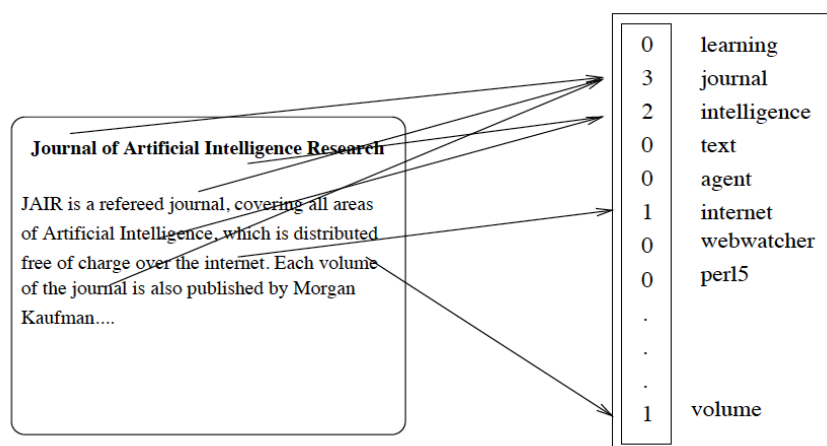 Journal of Artificial Intelligence Research
JAIR is a refereed journal, covering all areas
of Artificial Intelligence, which is distributed
free of charge over the internet. Each volume
of the journal is also published by Morgan
Kaufman....
0 learning
3 journal
2 intelligence
0 text
0 agent
1 internet
0 webwatcher
0 perl5
.
.
.
1 volume